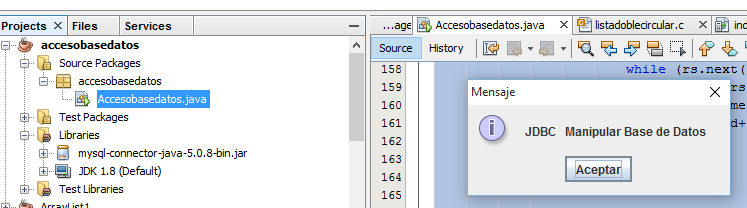 Projects Files Services
accesobasedatos
Source Packages
accesobasedatos
Accesobasedatos.java
Test Packages
Libraries
mysql-connector-java-5.0.8-bin.jar
JDK 1.8 (Default)
Test Libraries
ArrayList1
...age Accesobasedatos.java listadoblecircular.c ind
Source History
158 while (rs.next(
159 rs
160 me
161 d+
162
163
164
165
Mensaje
JDBC Manipular Base de Datos
Aceptar